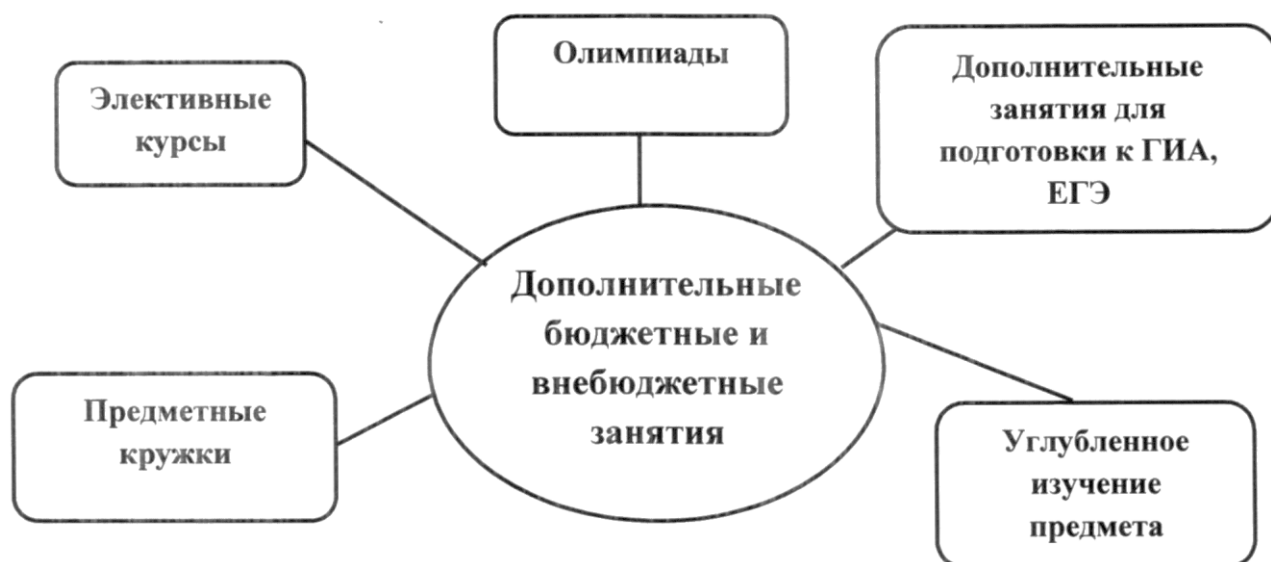 Олимпиады
Элективные
курсы
Дополнительные
занятия для
подготовки к ГИА,
ЕГЭ
Дополнительные
бюджетные и
внебюджетные
занятия
Предметные
кружки
Углубленное
изучение
предмета